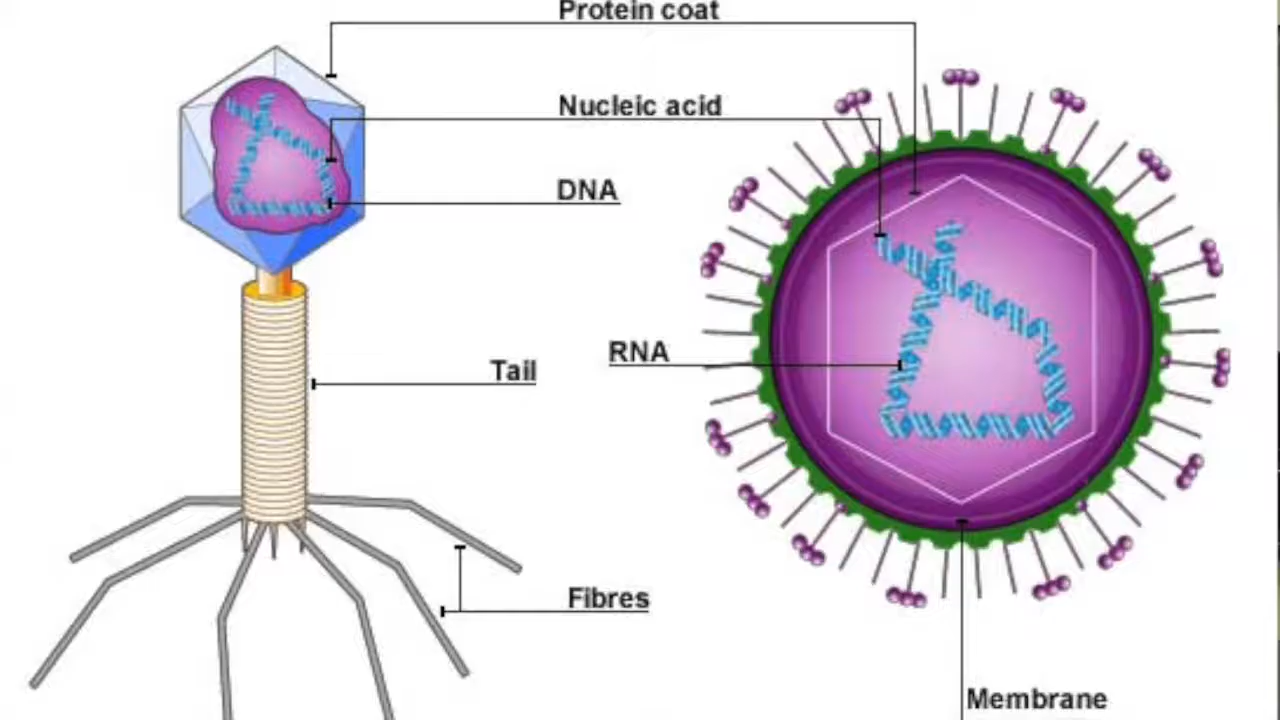 Protein coat
Nucleic acid
DNA
RNA
Tail
Fibres
Membrane